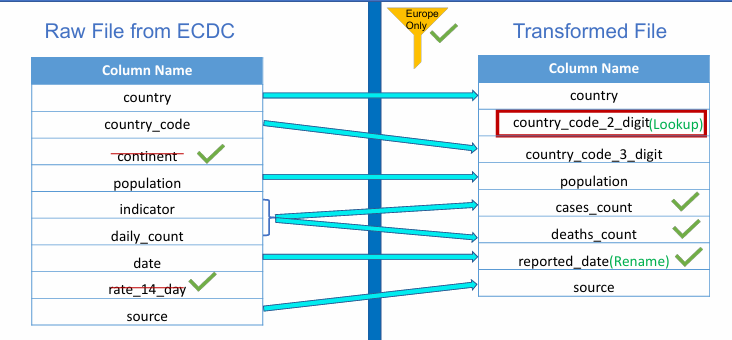 Raw File from ECDC
Column Name
country
country_code
continent
population
indicator
daily_count
date
rate_14_day
source
Europe
Only
Transformed File
Column Name
country
country_code_2_digit(Lookup)
country_code_3_digit
population
cases_count
deaths_count
reported_date(Rename)
source